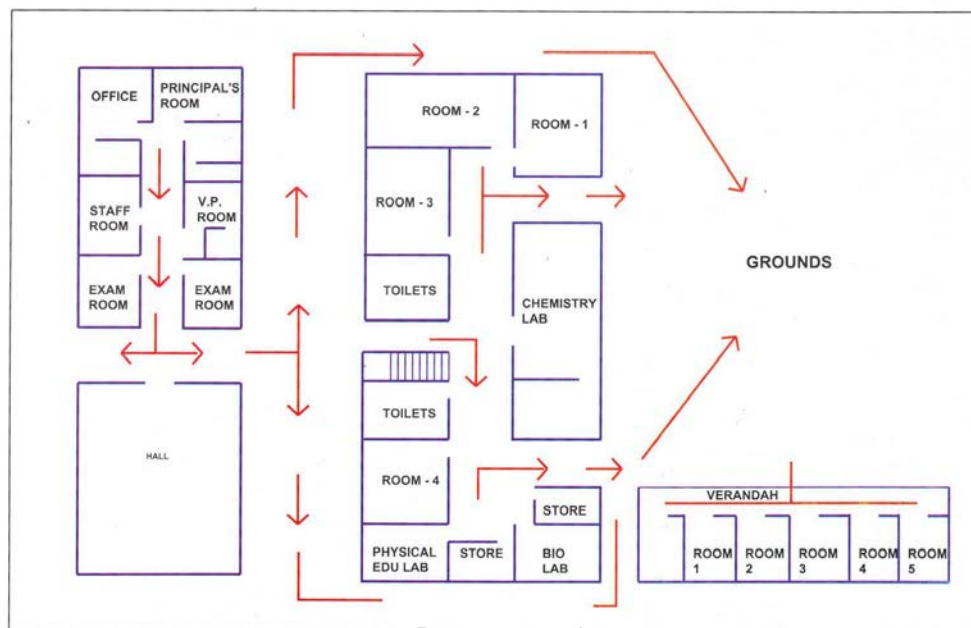 OFFICE
PRINCIPAL'S
ROOM
STAFF
ROOM
V.P.
ROOM
EXAM
ROOM
EXAM
ROOM
HALL
ROOM - 2
ROOM - 1
ROOM - 3
TOILETS
CHEMISTRY
LAB
TOILETS
ROOM - 4
PHYSICAL
EDU LAB
STORE
STORE
BIO
LAB
GROUNDS
VERANDAH
ROOM
1
ROOM
2
ROOM
3
ROOM
4
ROOM
5